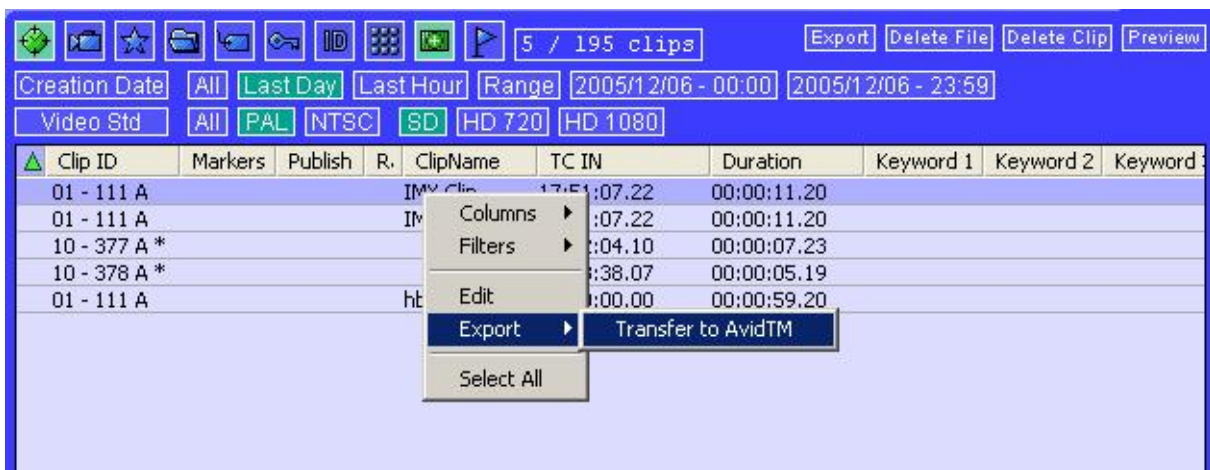 ID 5 / 195 clips Export Delete File Delete Clip Preview
Creation Date All Last Day Last Hour Range 2005/12/06 - 00:00 2005/12/06 - 23:59
Video Std All PAL NTSC SD HD 720 HD 1080
Clip ID Markers Publish R. ClipName TC IN Duration Keyword 1 Keyword 2 Keyword
01 - 111 A IMX Clip 17:51:07.22 00:00:11.20
01 - 111 A :07.22 00:00:11.20
Columns
10 - 377 A * :04.10 00:00:07.23
Filters
10 - 378 A * :38.07 00:00:05.19
01 - 111 A :00.00 00:00:59.20
Edit
Export Transfer to AvidTM
Select All